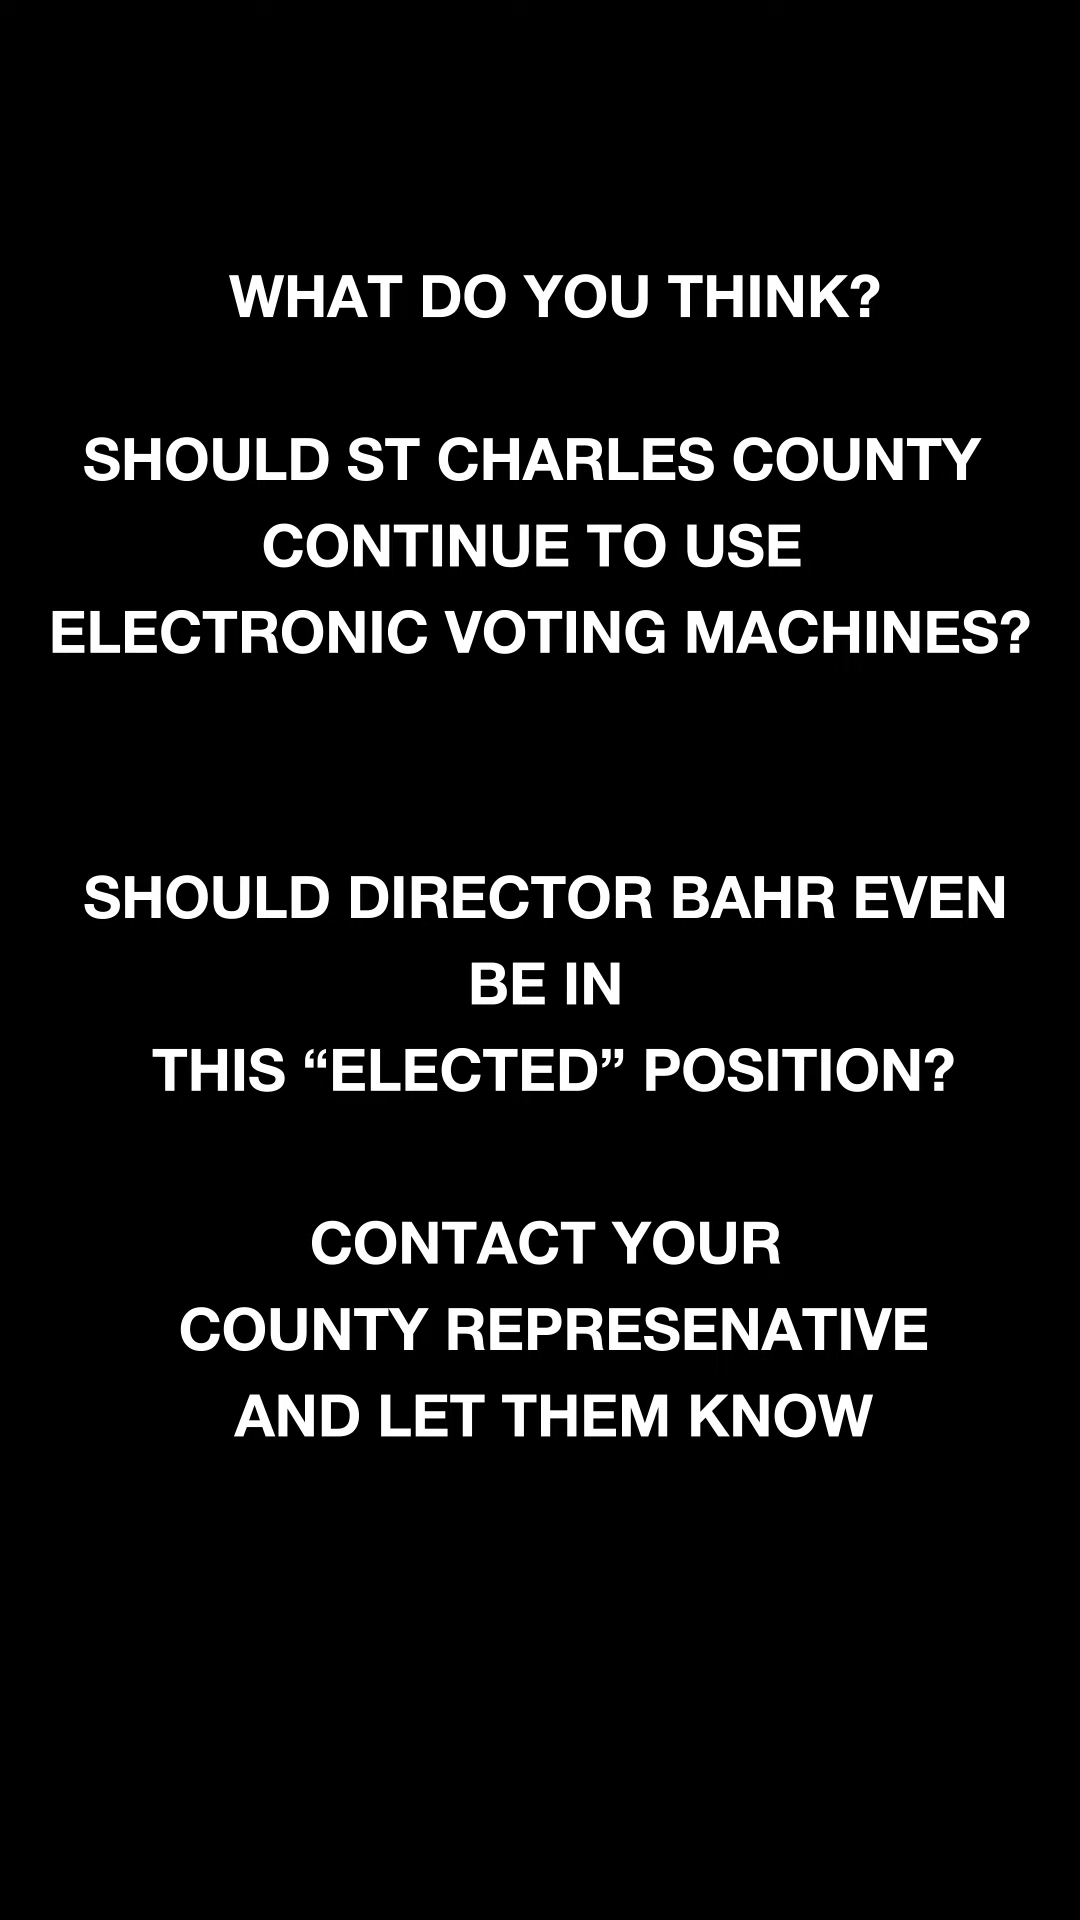 WHAT DO YOU THINK?
SHOULD ST CHARLES COUNTY
CONTINUE TO USE
ELECTRONIC VOTING MACHINES?
SHOULD DIRECTOR BAHR EVEN
BE IN
THIS “ELECTED” POSITION?
CONTACT YOUR
COUNTY REPRESENATIVE
AND LET THEM KNOW